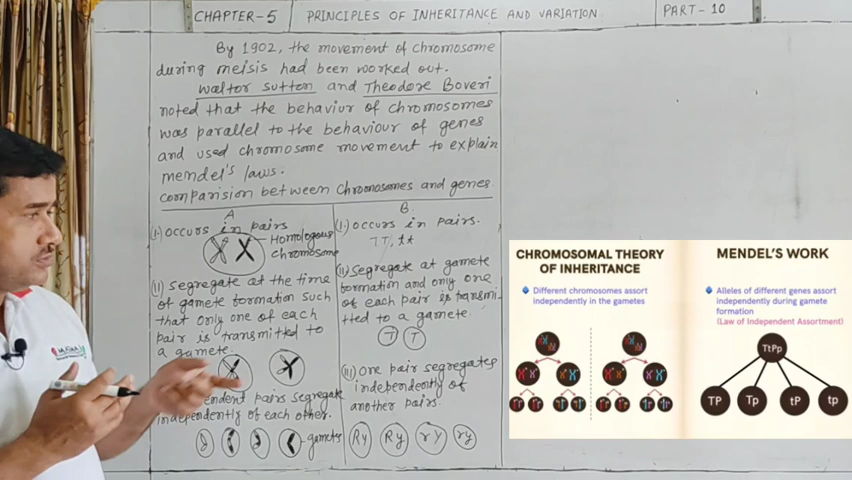 CHAPTER-5
PRINCIPLES OF INHERITANCE AND VARIATION
PART-10
By 1902, the movement of chromosome
during meisis had been worked out.
Waltor Sutton and Theodore Boveri
noted that the behaviur of chromosomes
was parallel to the behaviour of genes
and used chromosome movement to explain
mendel's laws.
comparision between chromosomes and genes.
A
(I.) occurs in pairs
Homologous
chromosome
(II) segregate at the time
of gamete formation such
that only one of each
pair is transmitted to
a gamete.
pairs segregate
independently of each other.
gametes
B.
(I.) occurs in pairs.
TT, tt
(II) segregate at gamete
formation and only one
of each pair is transmi-
tted to a gamete.
T T
(III) one pair segregates
independently of
another pairs.
Ry Ry rY ry
CHROMOSOMAL THEORY
OF INHERITANCE
Different chromosomes assort
independently in the gametes
MENDEL'S WORK
Alleles of different genes assort
independently during gamete
formation
(Law of Independent Assortment)
TtPp
TP Tp tP tp